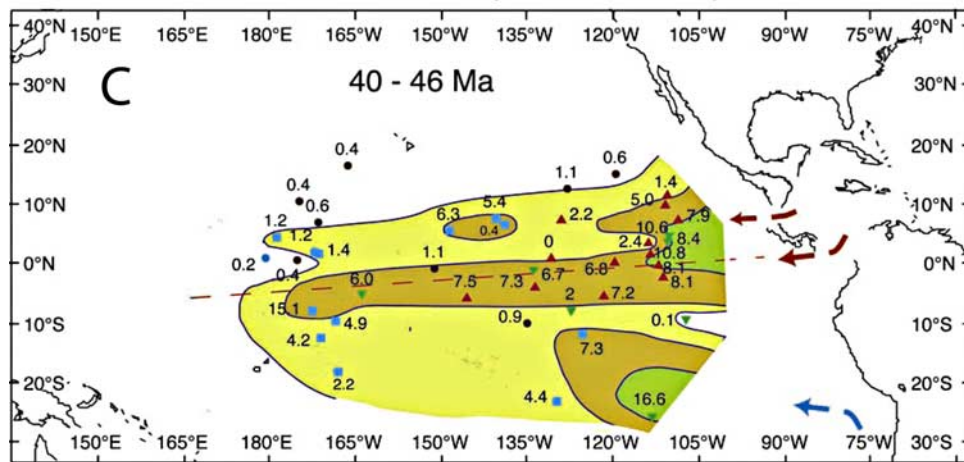 40°N 150°E 165°E 180°E 165°W 150°W 135°W 120°W 105°W 90°W 75°W 40°N
C 40 - 46 Ma
30°N 30°N
20°N 0.4 0.6 20°N
0.4 1.1 1.4
10°N 0.6 6.3 5.4 2.2 5.0 7.9 10°N
1.2 1.2 0.4 10.6 8.4
0.2 1.4 0 2.4 10.8
0°N 0.4 1.1 6.8 8.1 0°N
6.0 7.5 7.3 6.7 7.2 8.1
15.1 2
10°S 4.9 0.9 0.1 10°S
4.2 7.3
20°S 2.2 4.4 16.6 20°S
30°S 150°E 165°E 180°E 165°W 150°W 135°W 120°W 105°W 90°W 75°W 30°S